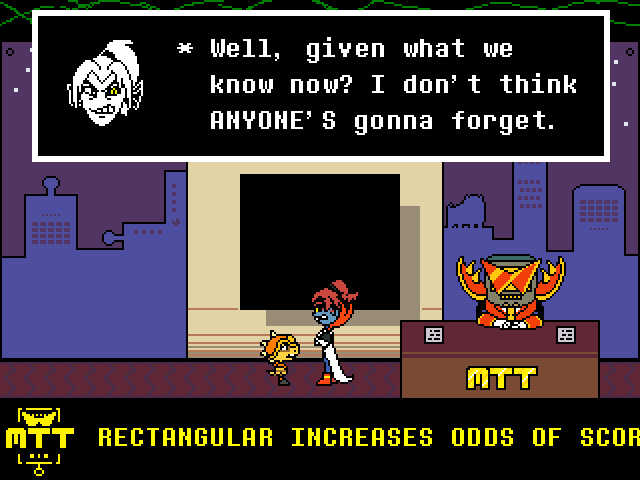 * Well, given what we
know now? I don't think
ANYONE'S gonna forget.
MTT
MTT RECTANGULAR INCREASES ODDS OF SCOR